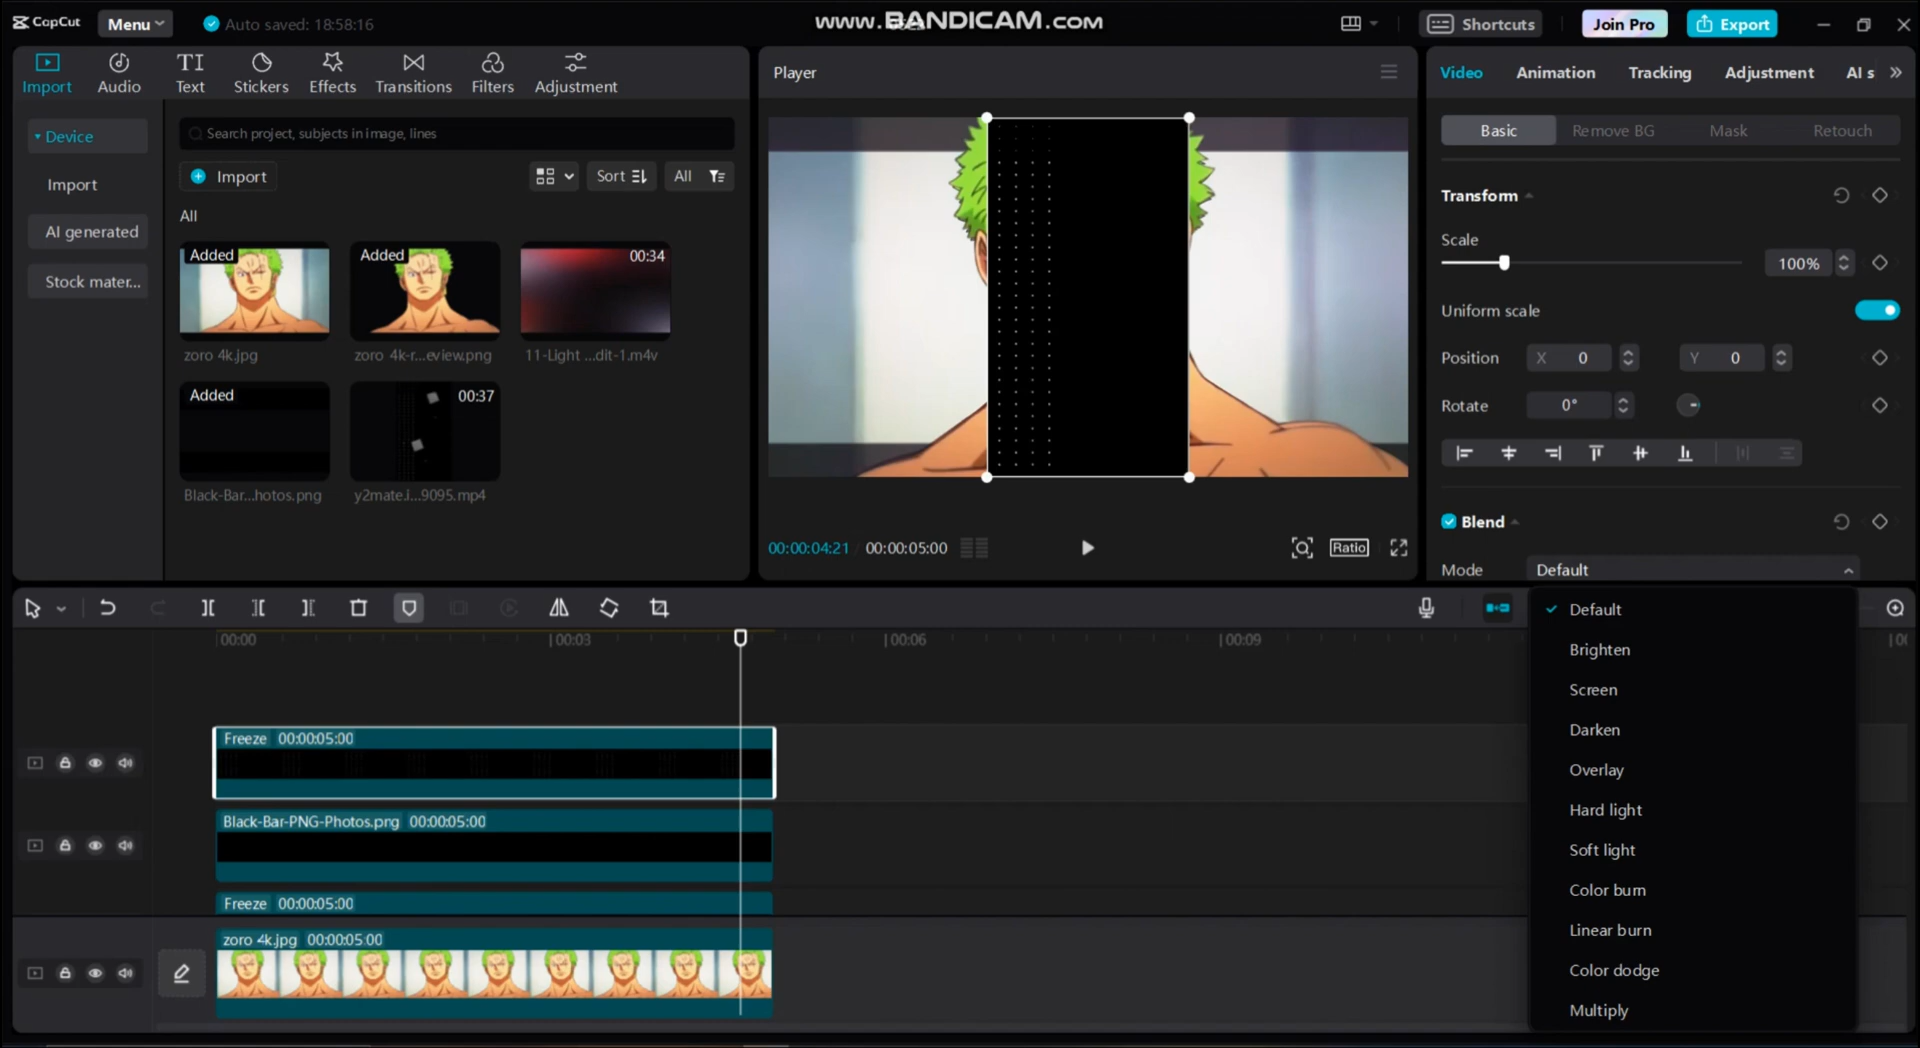 CapCut
Menu
Auto saved: 18:58:16
www.BANDICAM.com
Shortcuts
Join Pro
Export
Import
Audio
Text
Stickers
Effects
Transitions
Filters
Adjustment
Device
Import
AI generated
Stock mater...
Search project, subjects in image, lines
Import
Sort
All
All
Added
Added
00:34
zoro 4k.jpg
zoro 4k-r...eview.png
11-Light ...dit-1.m4v
Added
00:37
Black-Bar...hotos.png
y2mate.i...9095.mp4
Player
00:00:04:21
00:00:05:00
Ratio
Video
Animation
Tracking
Adjustment
AI s
Basic
Remove BG
Mask
Retouch
Transform
Scale
100%
Uniform scale
Position
X 0
Y 0
Rotate
0°
Blend
Mode
Default
Default
Brighten
Screen
Darken
Overlay
Hard light
Soft light
Color burn
Linear burn
Color dodge
Multiply
00:00
00:03
00:06
00:09
Freeze 00:00:05:00
Black-Bar-PNG-Photos.png 00:00:05:00
Freeze 00:00:05:00
zoro 4k.jpg 00:00:05:00